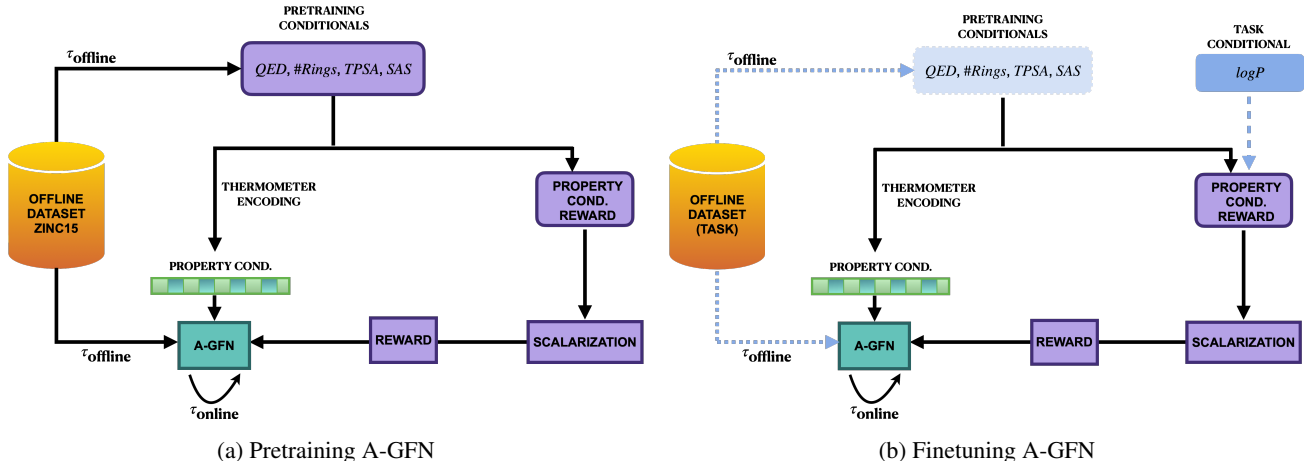 PRETRAINING
CONDITIONALS
τoffline
QED, #Rings, TPSA, SAS
OFFLINE
DATASET
ZINC15
THERMOMETER
ENCODING
PROPERTY
COND.
REWARD
PROPERTY COND.
τoffline
A-GFN
REWARD
SCALARIZATION
τonline
(a) Pretraining A-GFN
PRETRAINING
CONDITIONALS
TASK
CONDITIONAL
τoffline
QED, #Rings, TPSA, SAS
logP
OFFLINE
DATASET
(TASK)
THERMOMETER
ENCODING
PROPERTY
COND.
REWARD
PROPERTY COND.
τoffline
A-GFN
REWARD
SCALARIZATION
τonline
(b) Finetuning A-GFN